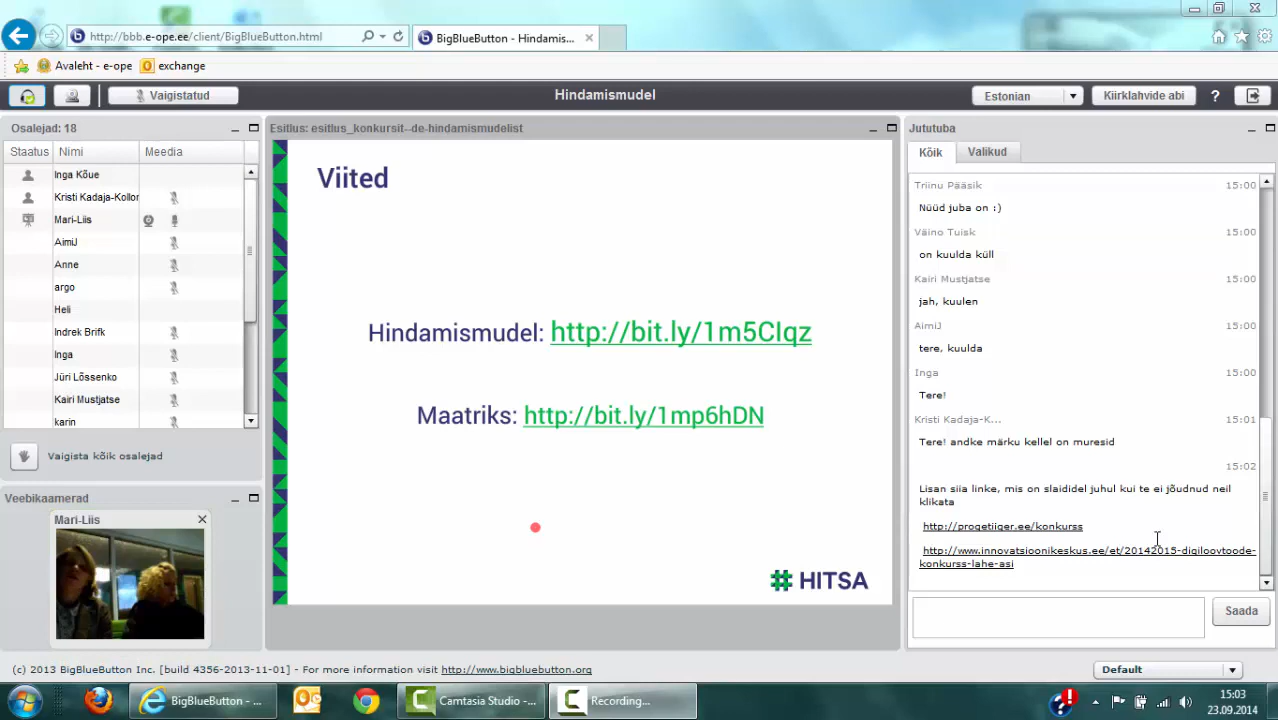 http://bbb.e-ope.ee/client/BigBlueButton.html
BigBlueButton - Hindamis...
Avaleht - e-ope
exchange
Vaigistatud
Hindamismudel
Estonian
Kiirklahvide abi
?
Osalejad: 18
Staatus Nimi Meedia
Inga Kõue
Kristi Kadaja-Kollor
Mari-Liis
AimiJ
Anne
argo
Heli
Indrek Brifk
Inga
Jüri Lõssenko
Kairi Mustjatse
karin
Vaigista kõik osalejad
Veebikaamerad
Mari-Liis
Esitlus: esitlus_konkursit--de-hindamismudelist
Viited
Hindamismudel: http://bit.ly/1m5CIqz
Maatriks: http://bit.ly/1mp6hDN
HITSA
Jututuba
Kõik Valikud
Triinu Pääsik 15:00
Nüüd juba on :)
Väino Tuisk 15:00
on kuulda küll
Kairi Mustjatse 15:00
jah, kuulen
AimiJ 15:00
tere, kuulda
Inga 15:00
Tere!
Kristi Kadaja-K... 15:01
Tere! andke märku kellel on muresid
15:02
Lisan siia linke, mis on slaididel juhul kui te ei jõudnud neil
klikata
http://progetiiger.ee/konkurss
http://www.innovatsioonikeskus.ee/et/20142015-digiloovtoode-
konkurss-lahe-asi
Saada
(c) 2013 BigBlueButton Inc. [build 4356-2013-11-01] - For more information visit http://www.bigbluebutton.org
Default
BigBlueButton - ...
Camtasia Studio -...
Recording...
15:03
23.09.2014